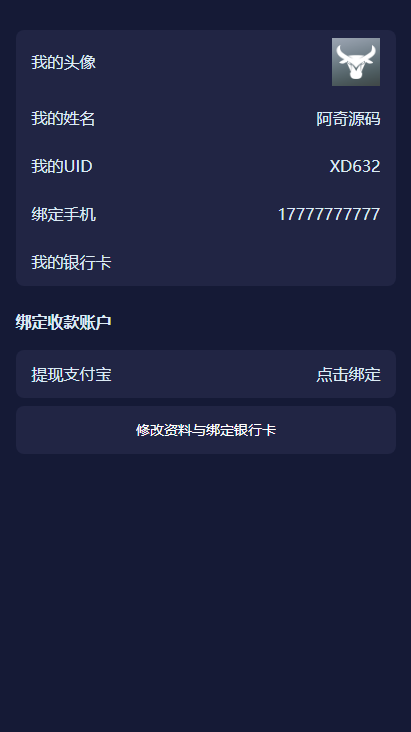 我的头像
我的姓名 阿奇源码
我的UID XD632
绑定手机 17777777777
我的银行卡
绑定收款账户
提现支付宝 点击绑定
修改资料与绑定银行卡